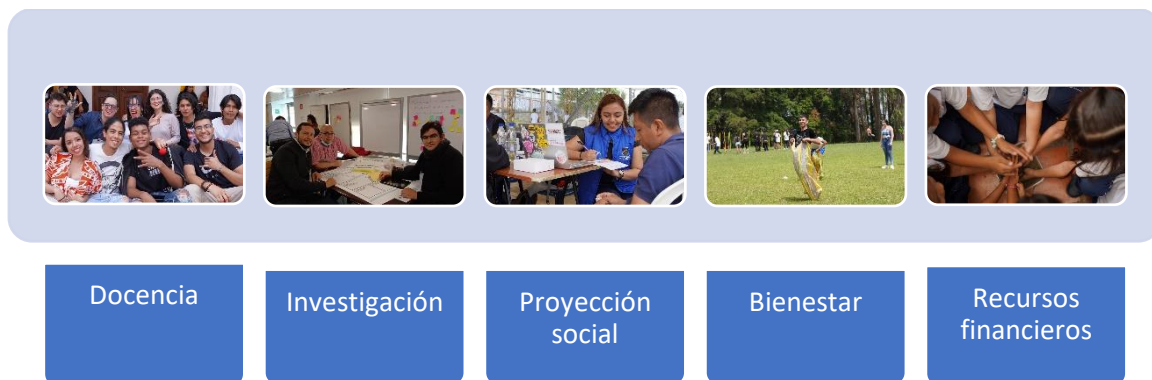 Docencia
Investigación
Proyección
social
Bienestar
Recursos
financieros